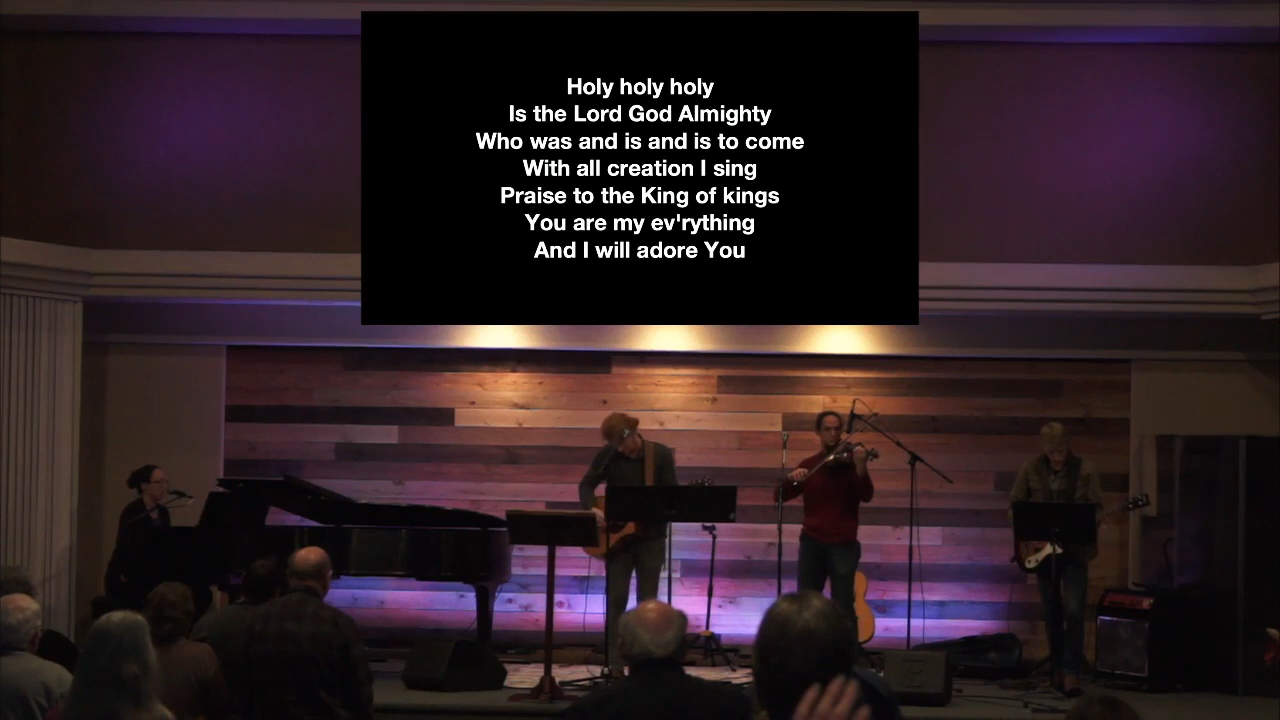 Holy holy holy
Is the Lord God Almighty
Who was and is and is to come
With all creation I sing
Praise to the King of kings
You are my ev'rything
And I will adore You